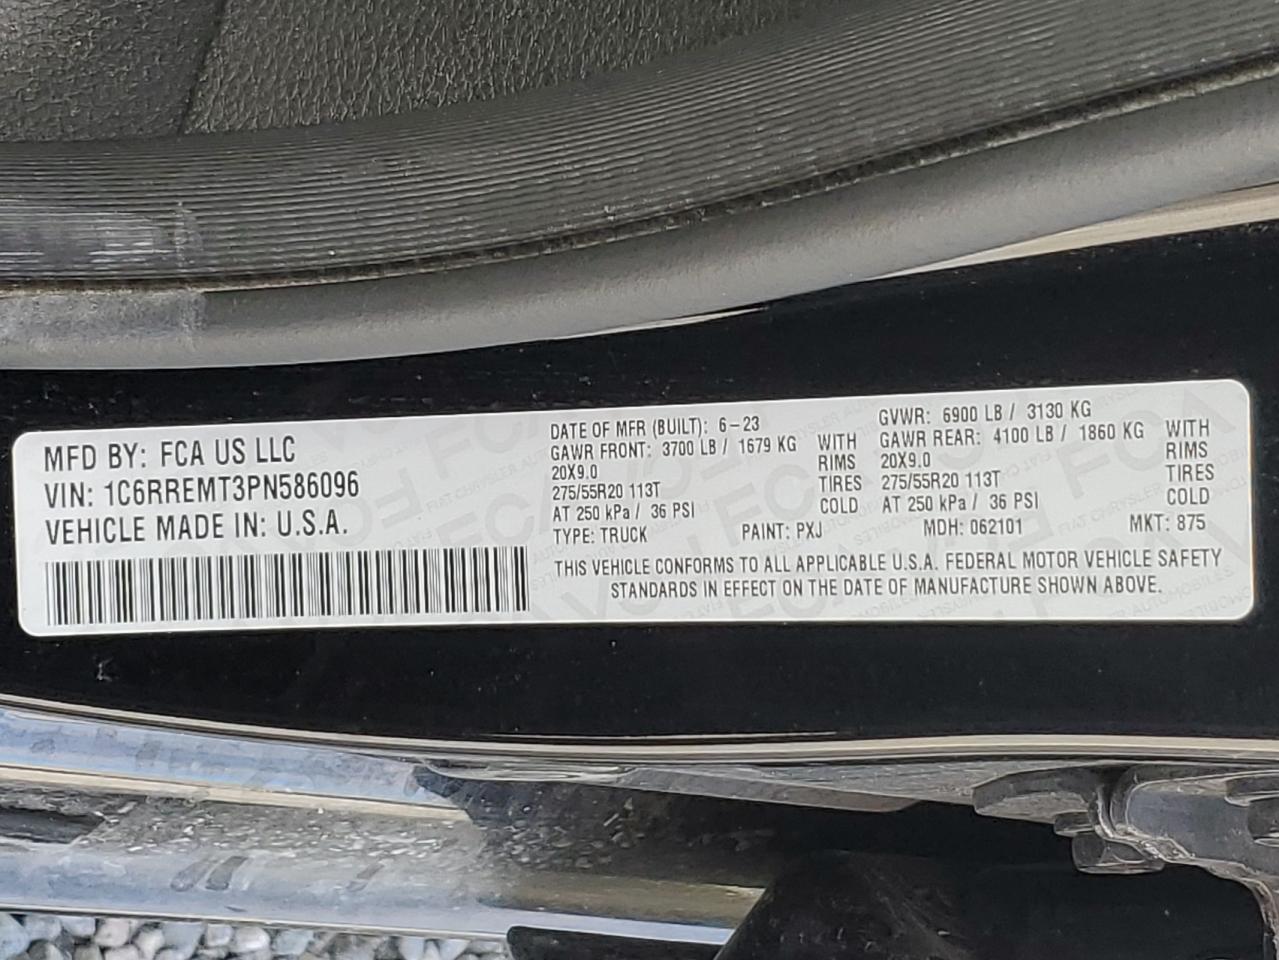 MFD BY: FCA US LLC
VIN: 1C6RREMT3PN586096
VEHICLE MADE IN: U.S.A.
DATE OF MFR (BUILT): 6-23
GAWR FRONT: 3700 LB / 1679 KG WITH
20X9.0 RIMS
275/55R20 113T TIRES
AT 250 kPa / 36 PSI COLD
GVWR: 6900 LB / 3130 KG
GAWR REAR: 4100 LB / 1860 KG WITH
20X9.0 RIMS
275/55R20 113T TIRES
AT 250 kPa / 36 PSI COLD
TYPE: TRUCK PAINT: PXJ MDH: 062101 MKT: 875
THIS VEHICLE CONFORMS TO ALL APPLICABLE U.S.A. FEDERAL MOTOR VEHICLE SAFETY
STANDARDS IN EFFECT ON THE DATE OF MANUFACTURE SHOWN ABOVE.